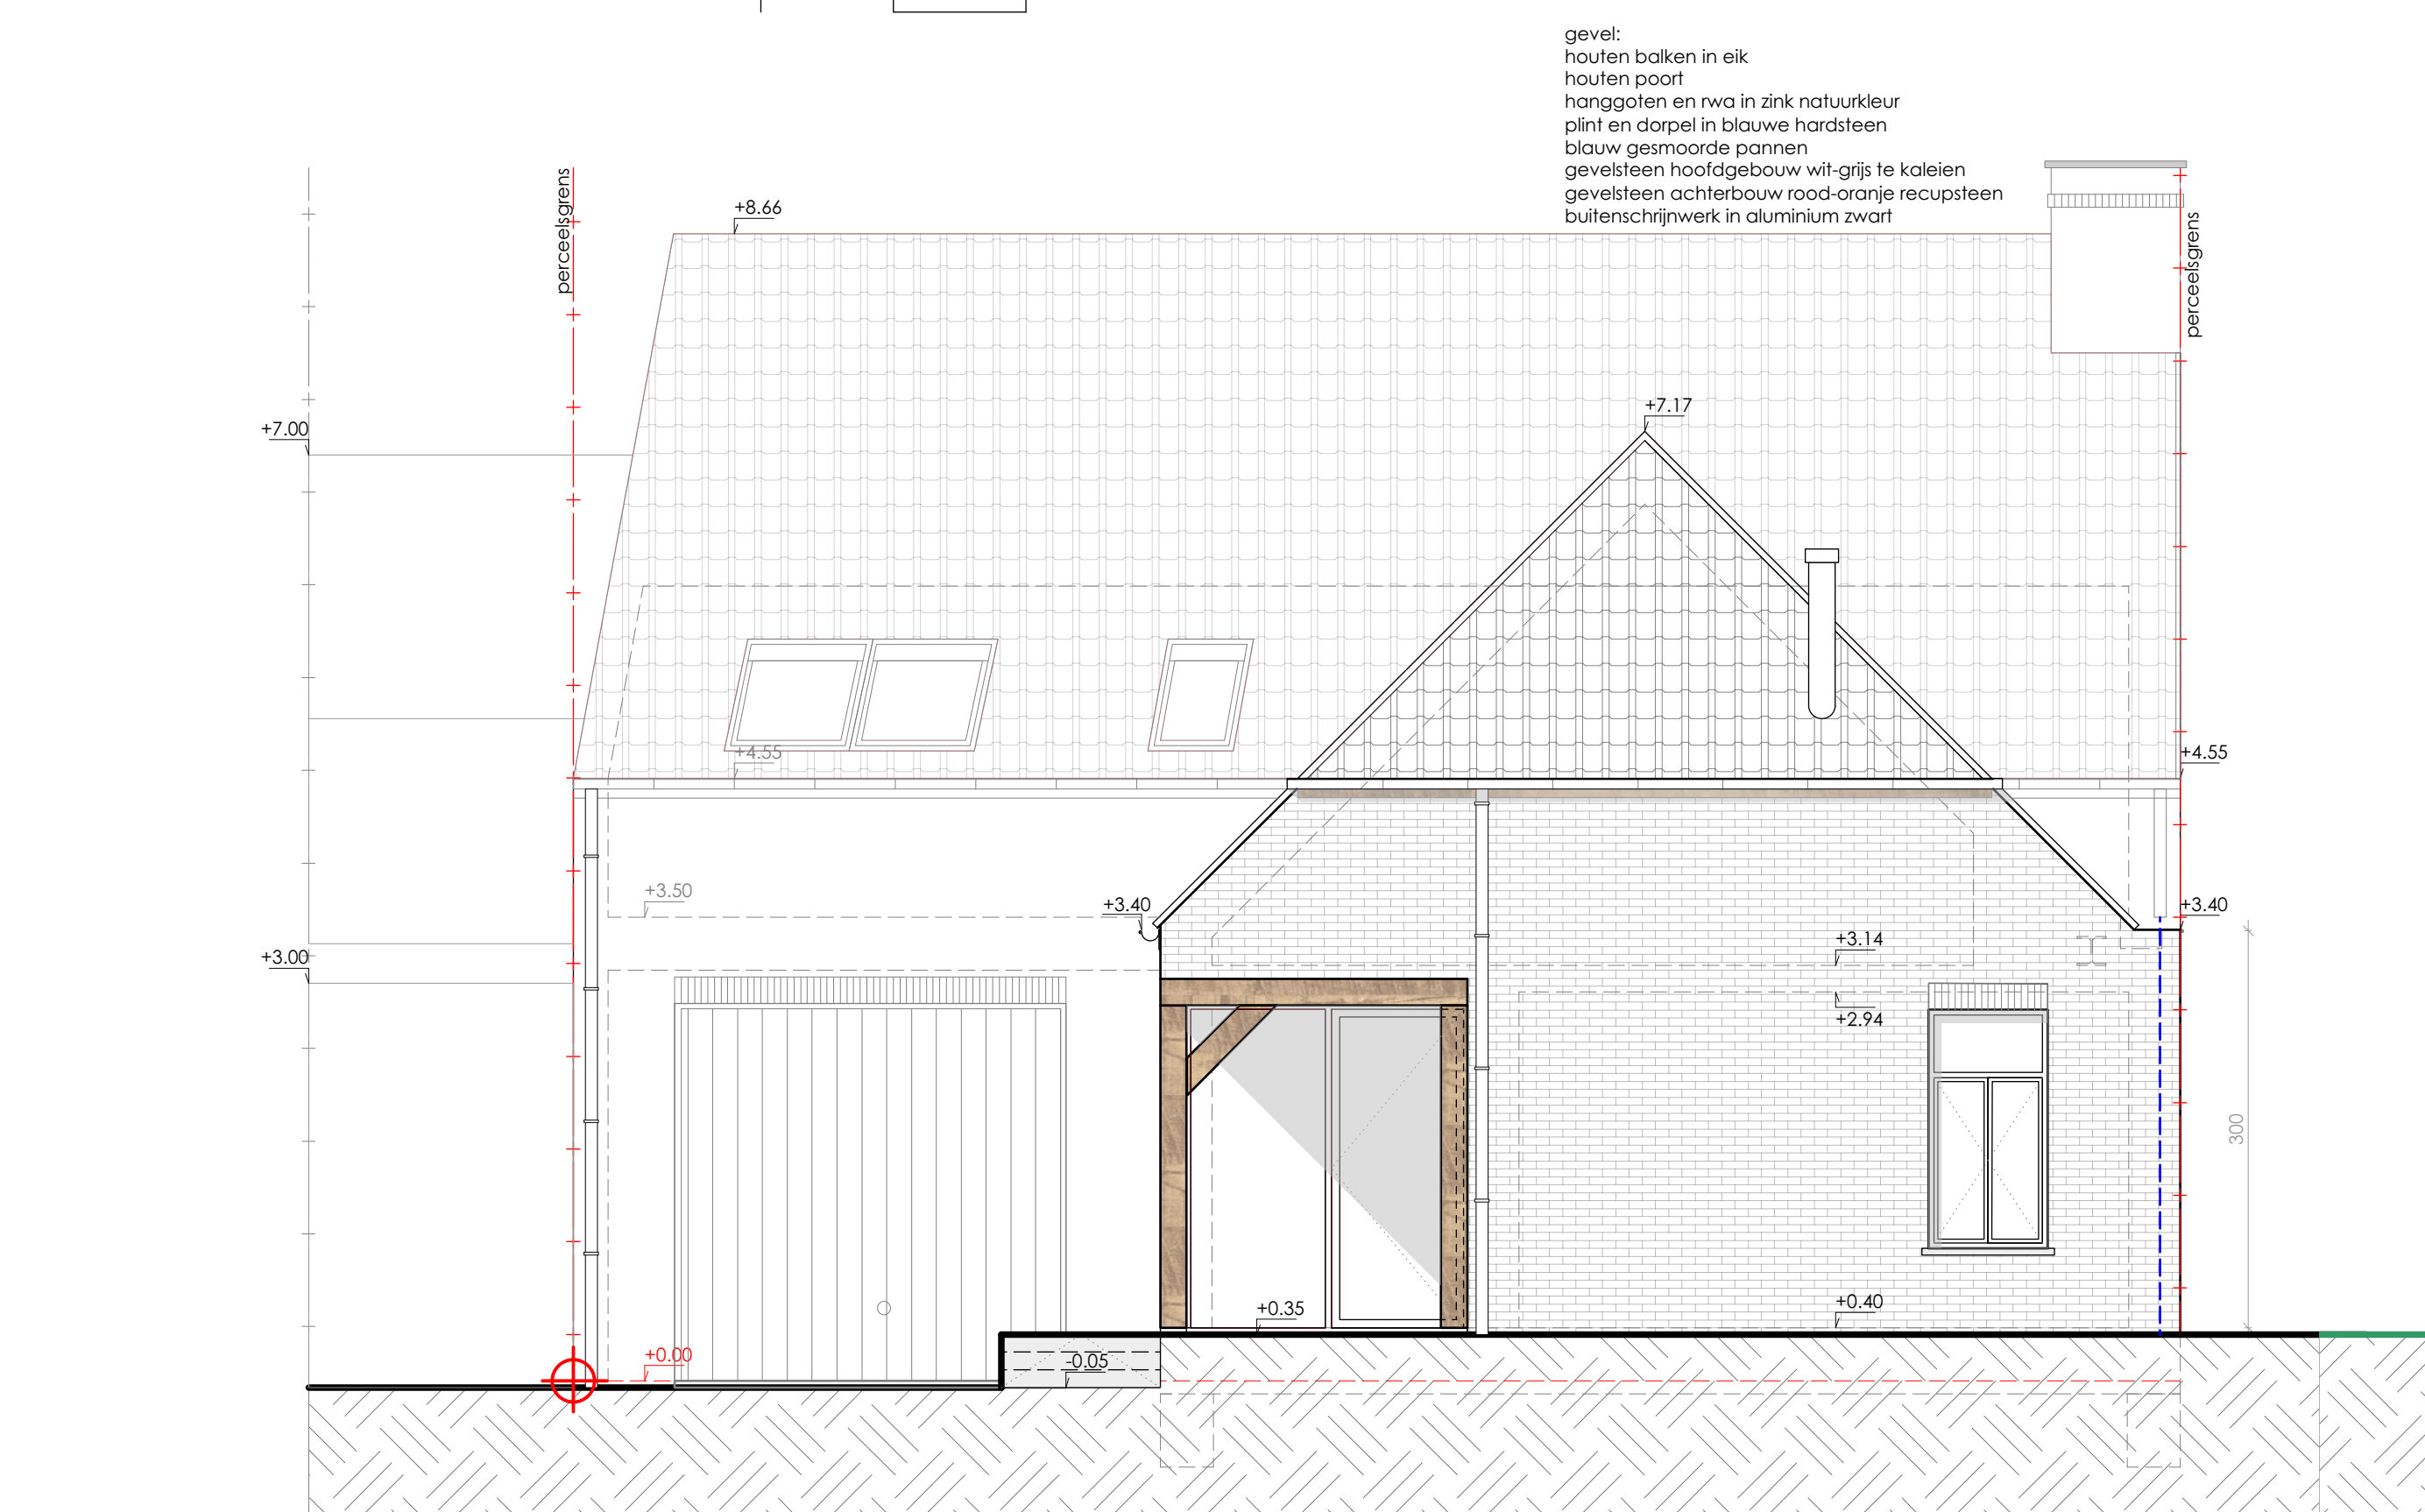 gevel:
houten balken in eik
houten poort
hanggoten en rwa in zink natuurkleur
plint en dorpel in blauwe hardsteen
blauw gesmoorde pannen
gevelsteen hoofdgebouw wit-grijs te kaleien
gevelsteen achterbouw rood-oranje recupsteen
buitenschrijnwerk in aluminium zwart
perceelsgrens
+8.66
perceelsgrens
+7.00
+7.17
+4.55
+4.55
+3.50
+3.40
+3.40
+3.00
+3.14
+2.94
300
+0.35
+0.40
+0.00
-0.05